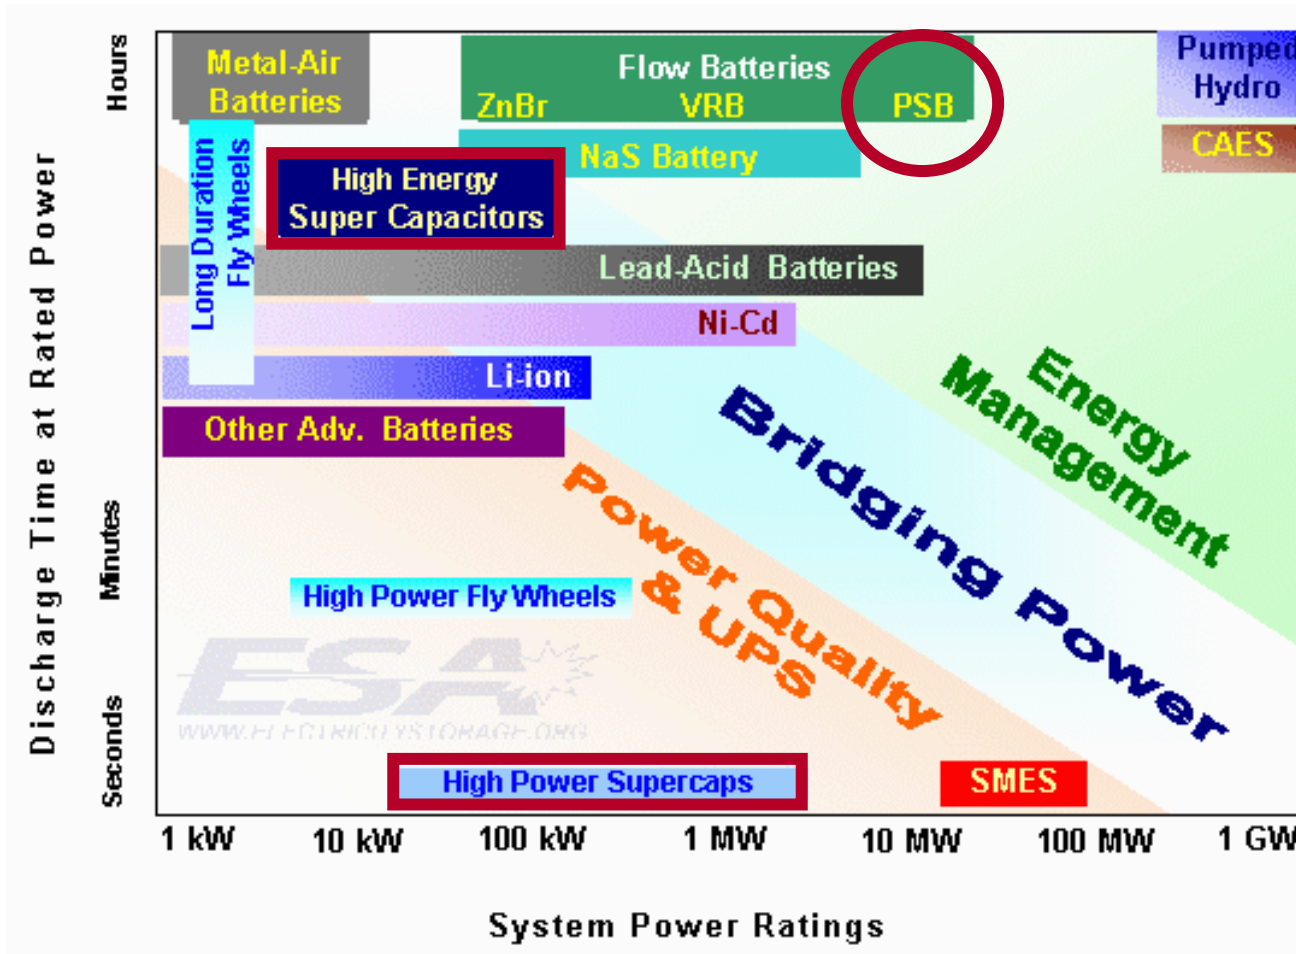 Hours
Minutes
Seconds
Discharge Time at Rated Power
Metal-Air
Batteries
Flow Batteries
ZnBr VRB PSB
Pumped
Hydro
CAES
NaS Battery
High Energy
Super Capacitors
Long Duration
Fly Wheels
Lead-Acid Batteries
Ni-Cd
Li-ion
Other Adv. Batteries
Energy
Management
Bridging Power
Power Quality
& UPS
High Power Fly Wheels
ESA
WWW.ELECTRICITYSTORAGE.ORG
High Power Supercaps
SMES
1 kW 10 kW 100 kW 1 MW 10 MW 100 MW 1 GW
System Power Ratings